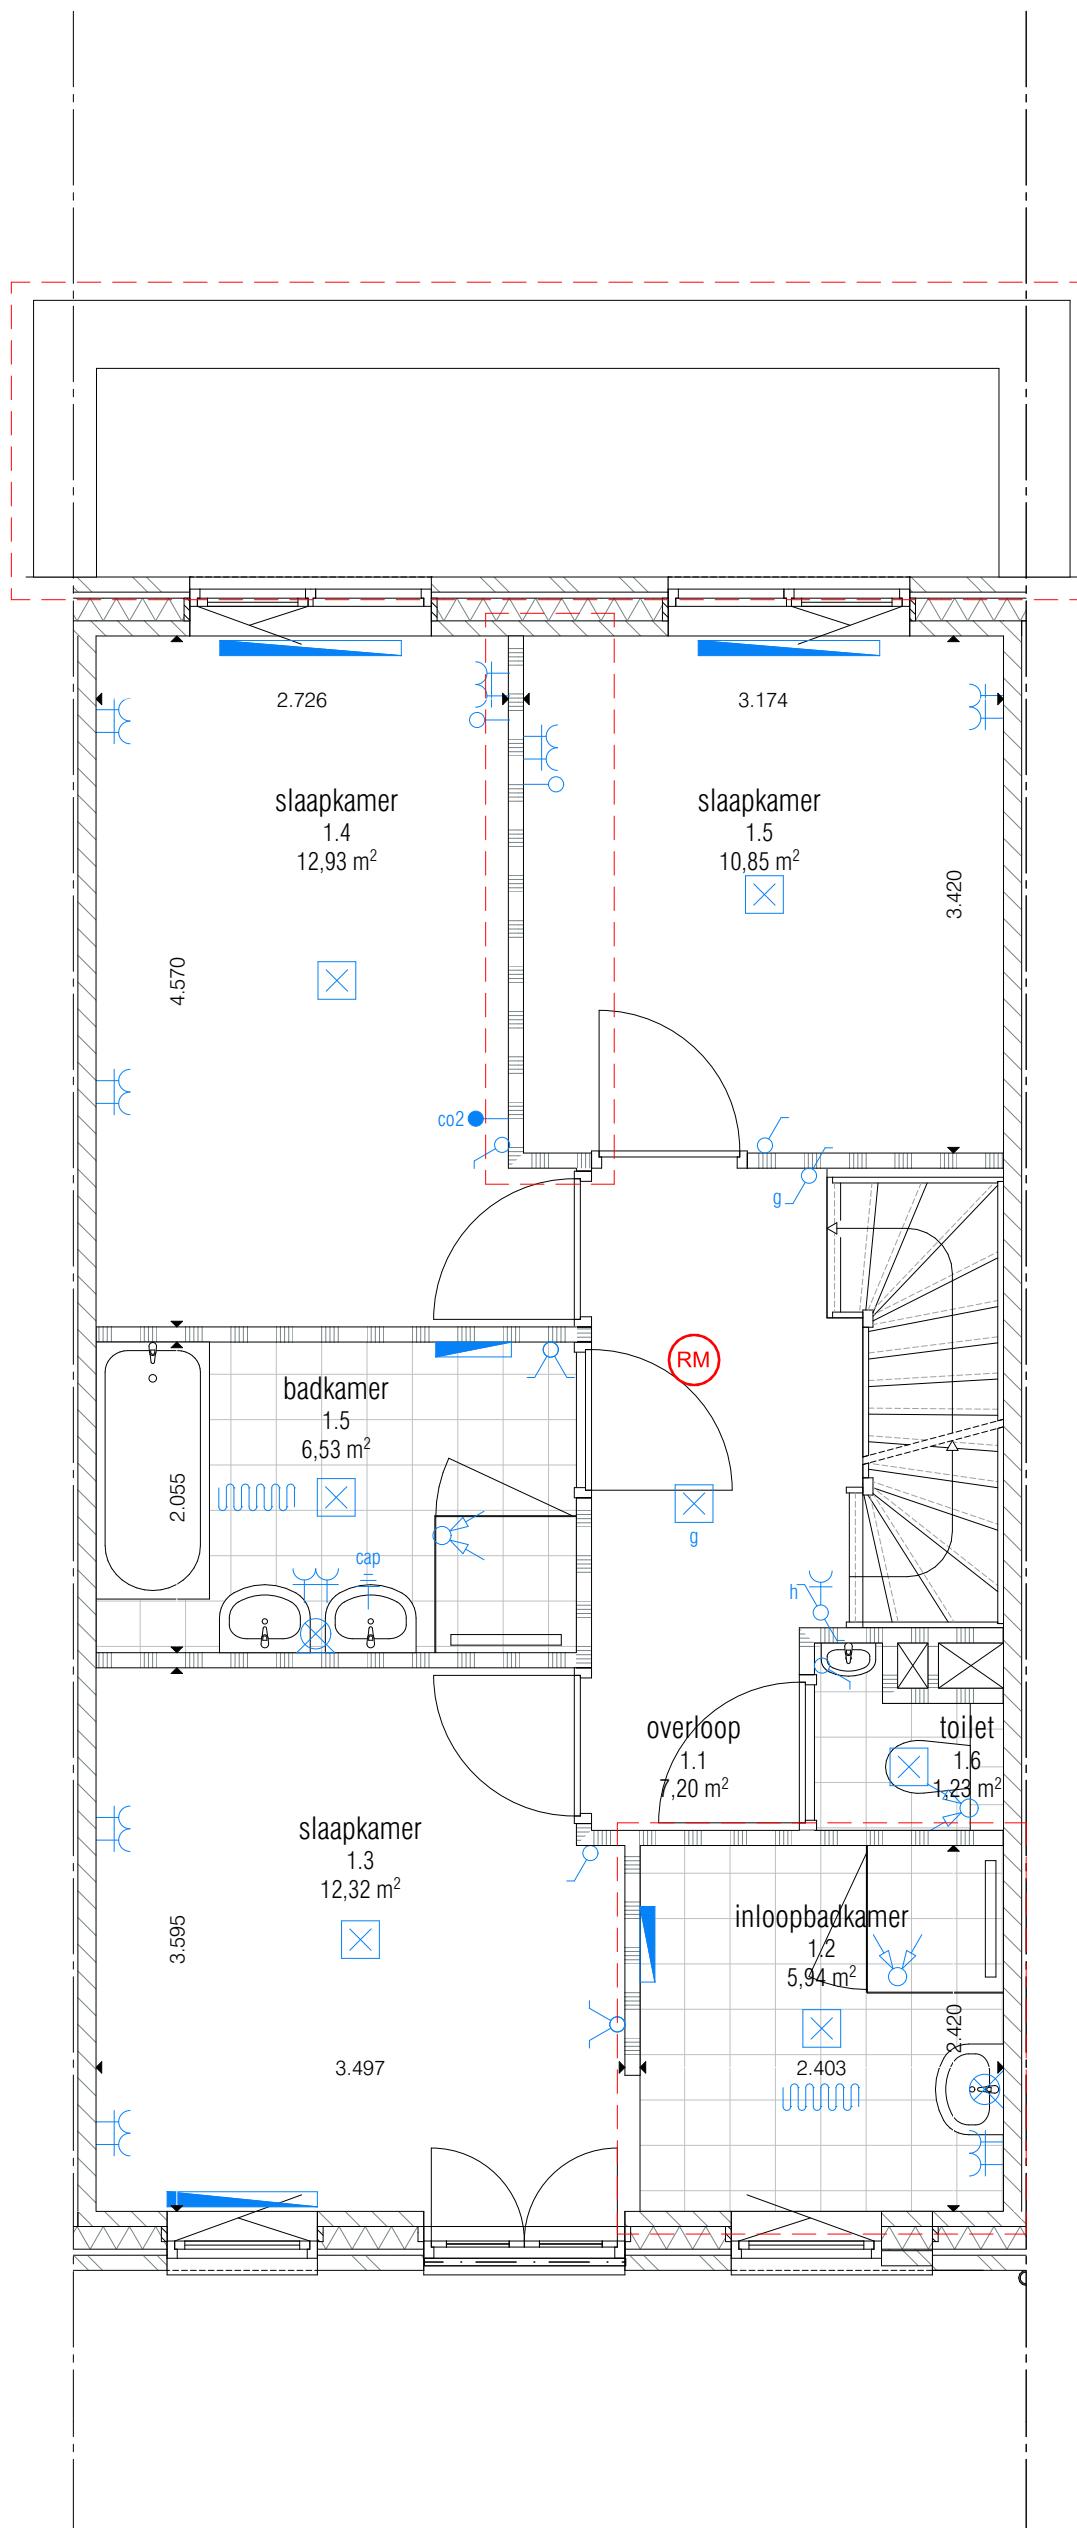 2.726
3.174
slaapkamer
1.4
12,93 m²
slaapkamer
1.5
10,85 m²
3.420
4.570
co2
g
RM
badkamer
1.5
6,53 m²
2.055
g
cap
h
overloop
1.1
7,20 m²
toilet
1.6
1,23 m²
slaapkamer
1.3
12,32 m²
3.595
inloopbadkamer
1.2
5,94 m²
2.420
3.497
2.403